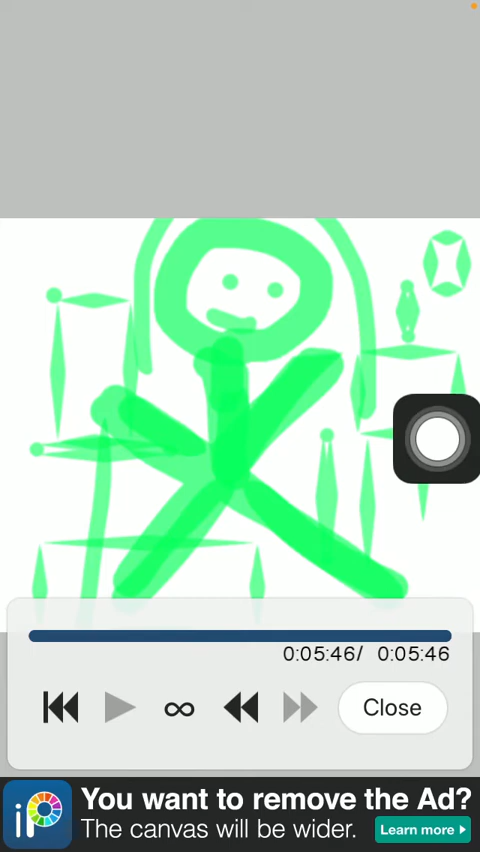 0:05:46/ 0:05:46
Close
iP
You want to remove the Ad?
The canvas will be wider.
Learn more